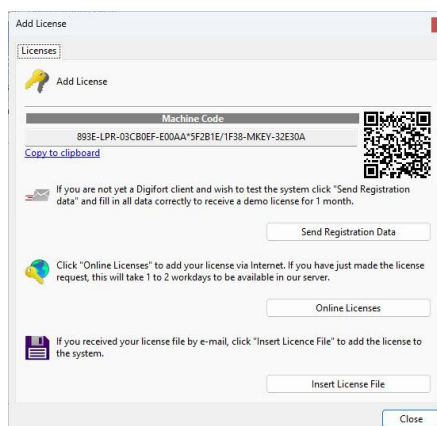 Add License
Licenses
Add License
Machine Code
893E-LPR-03CB0EF-E00AA*5F2B1E/1F38-MKEY-32E30A
Copy to clipboard
If you are not yet a Digifort client and wish to test the system click "Send Registration
data" and fill in all data correctly to receive a demo license for 1 month.
Send Registration Data
Click "Online Licenses" to add your license via Internet. If you have just made the license
request, this will take 1 to 2 workdays to be available in our server.
Online Licenses
If you received your license file by e-mail, click "Insert Licence File" to add the license to
the system.
Insert License File
Close